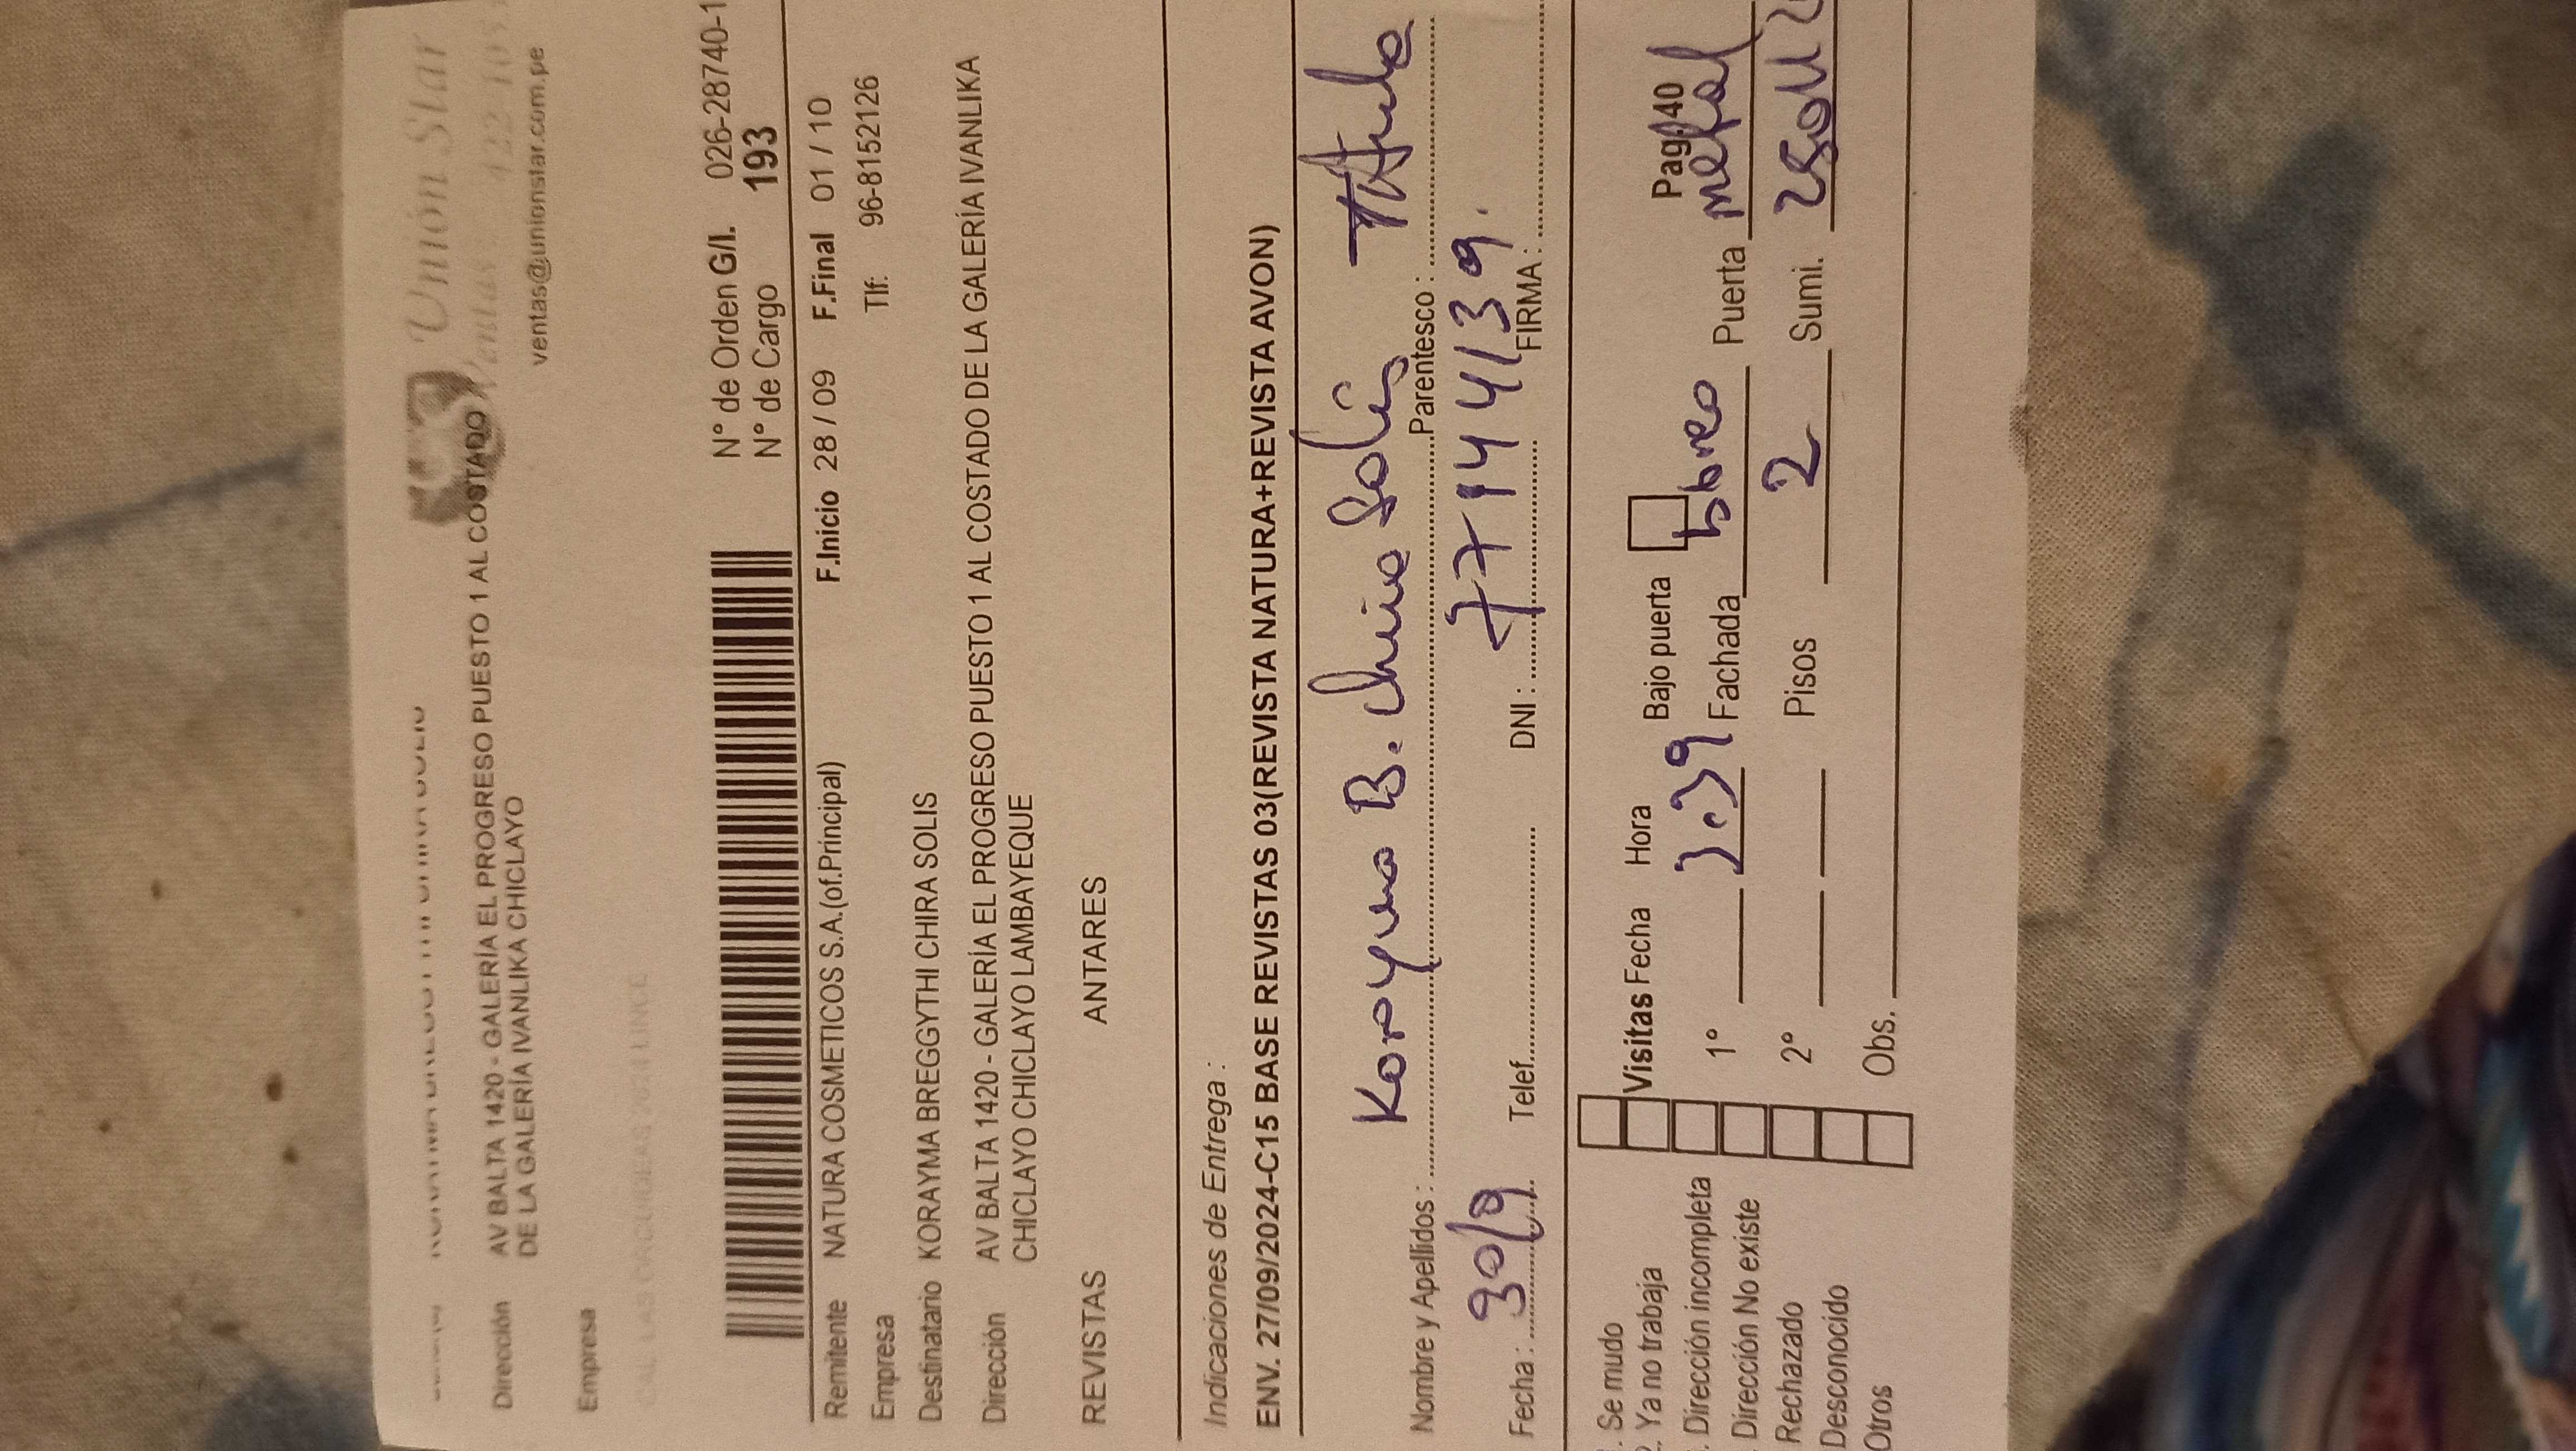 Unión Star
Ventas :
ventas@unionstar.com.pe
Dirección AV BALTA 1420 - GALERÍA EL PROGRESO PUESTO 1 AL COSTADO
DE LA GALERÍA IVANLIKA CHICLAYO
Empresa
N° de Orden G/I. 026-28740-1
N° de Cargo 193
F.Inicio 28 / 09 F.Final 01 / 10
Remitente NATURA COSMETICOS S.A.(of.Principal)
Empresa Tlf: 96-8152126
Destinatario KORAYMA BREGGYTHI CHIRA SOLIS
Dirección AV BALTA 1420 - GALERÍA EL PROGRESO PUESTO 1 AL COSTADO DE LA GALERÍA IVANLIKA
CHICLAYO CHICLAYO LAMBAYEQUE
REVISTAS ANTARES
Indicaciones de Entrega :
ENV. 27/09/2024-C15 BASE REVISTAS 03(REVISTA NATURA+REVISTA AVON)
Nombre y Apellidos : Korayma B. Chira Solis Parentesco : Titular
Fecha : 30/9 Telef. DNI : 77144139. FIRMA :
. Se mudo
. Ya no trabaja Visitas Fecha Hora Bajo puerta Pag. 40
. Dirección incompleta 1° Fachada Puerta metal
Dirección No existe
Rechazado 2° Pisos 2 Sumi.
Desconocido
Otros Obs.